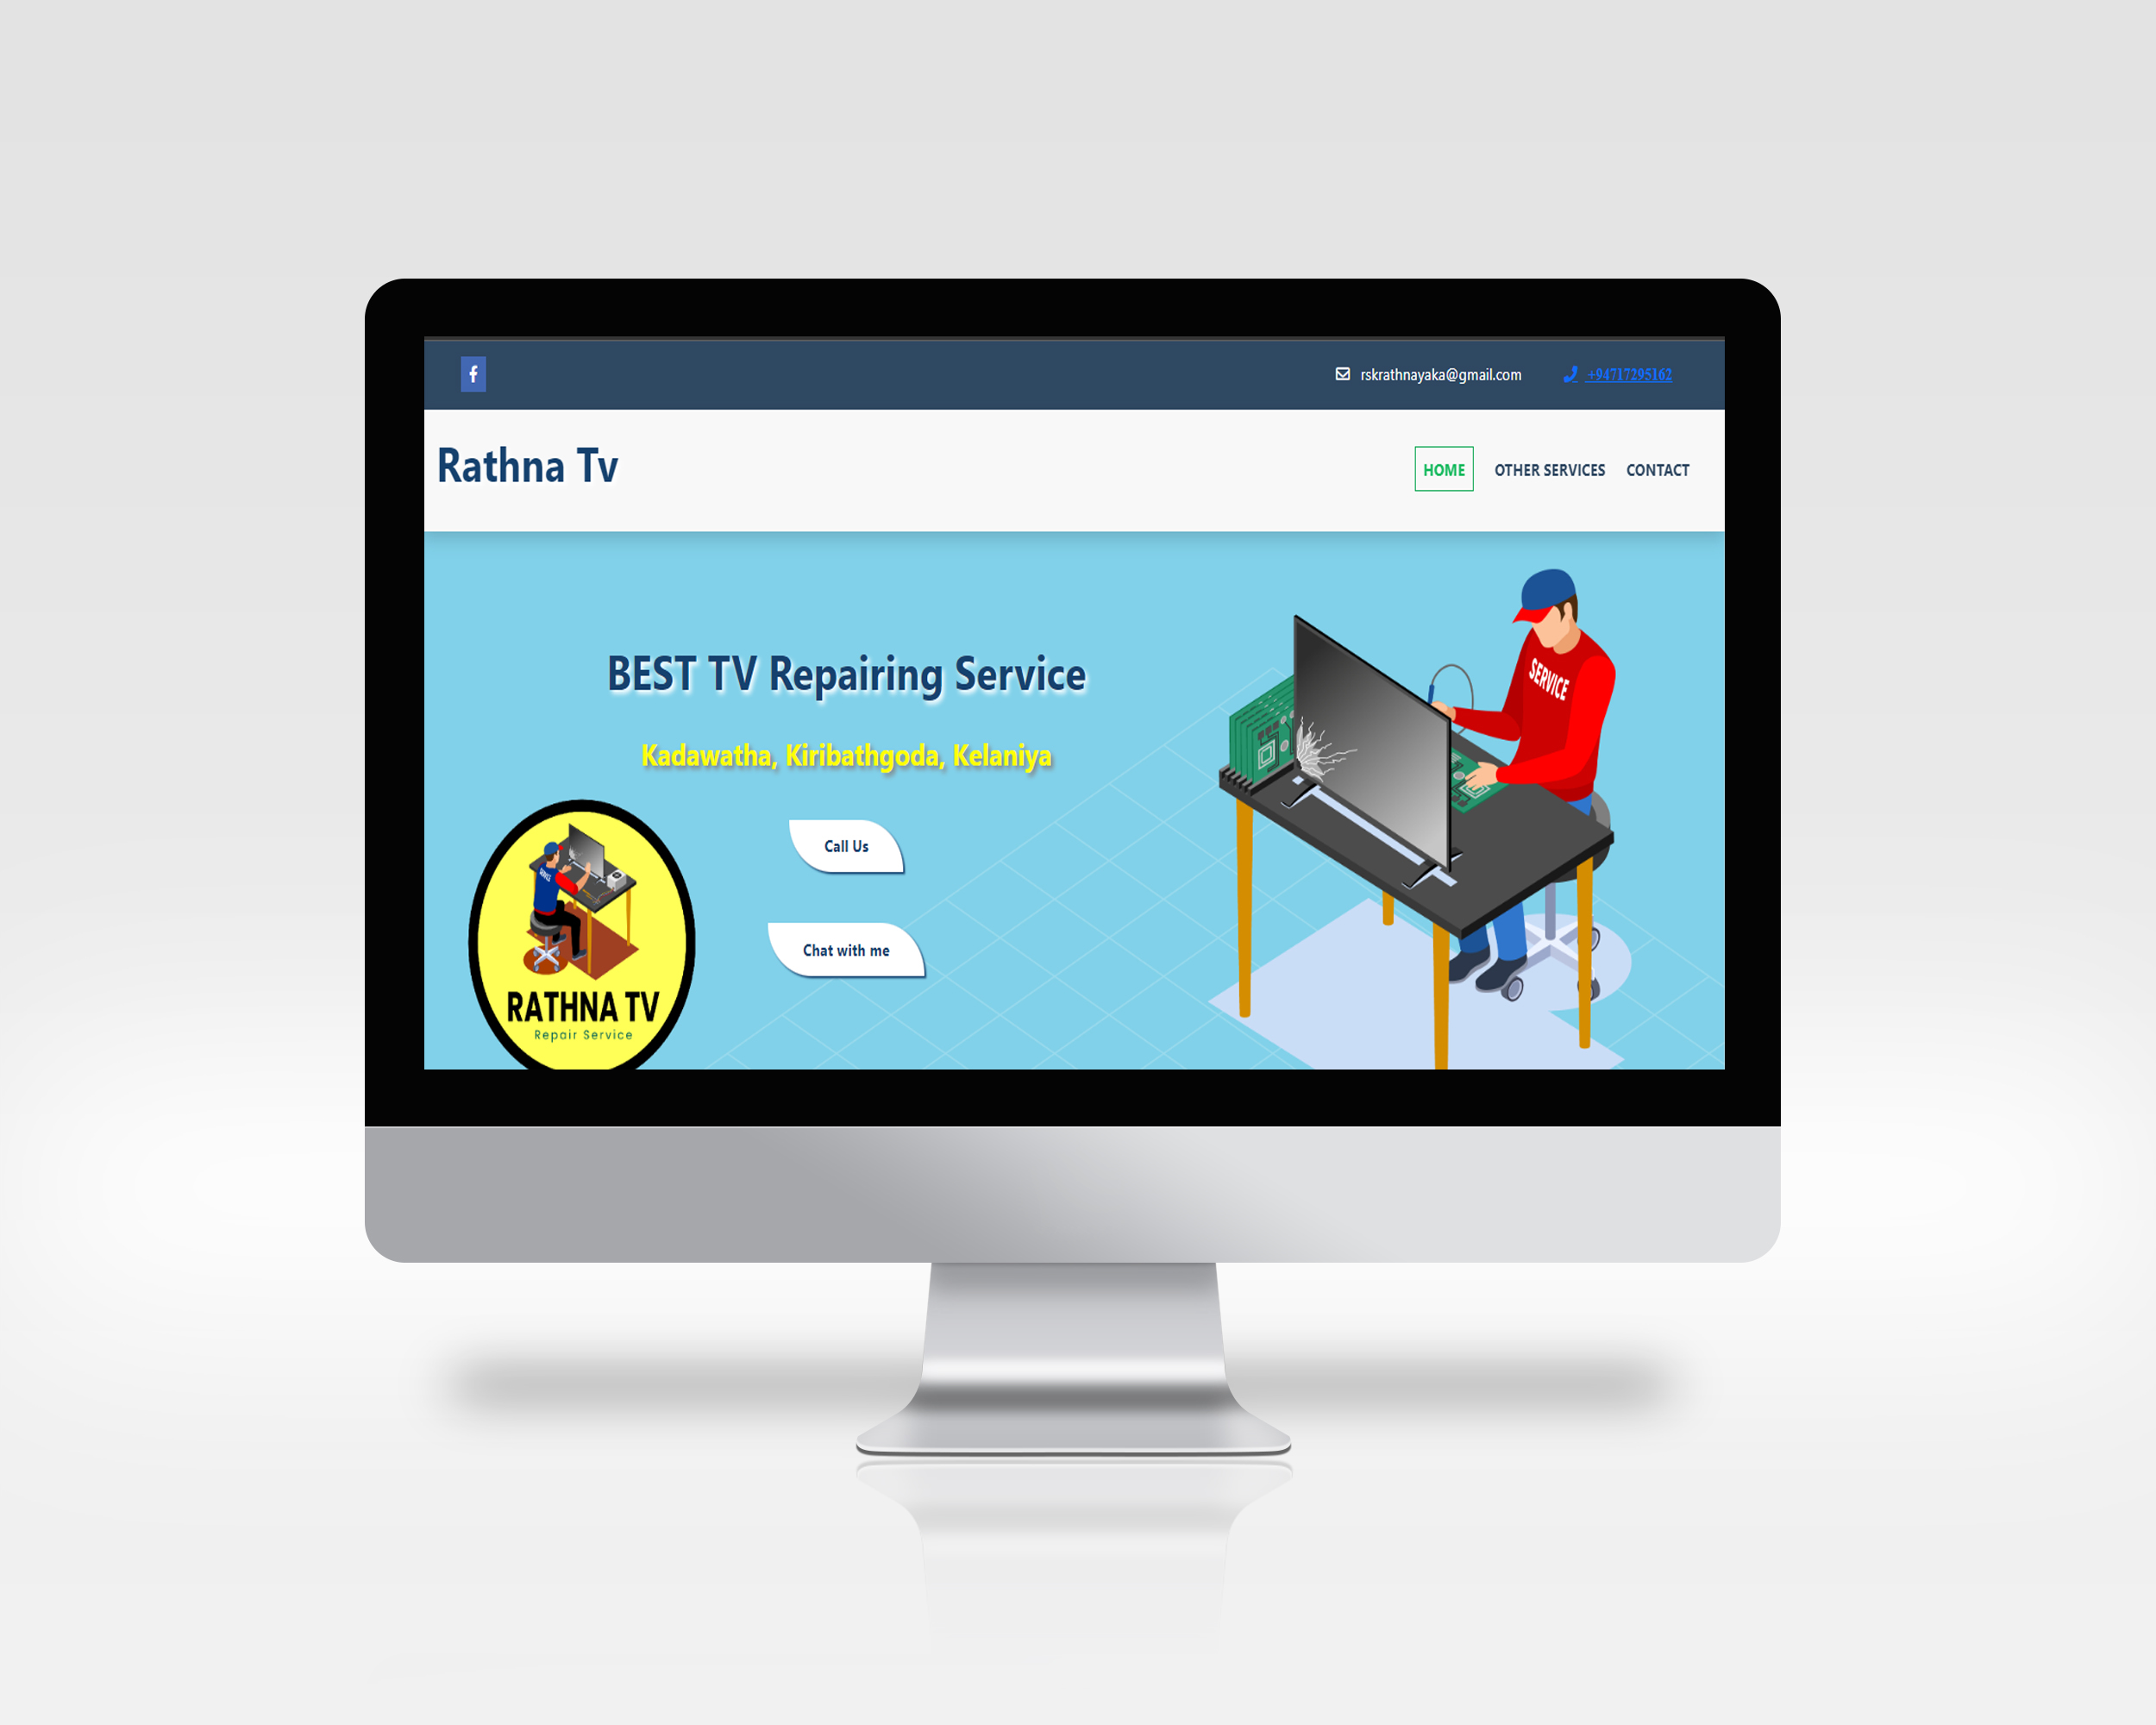 rskrathnayaka@gmail.com
+94717295162
Rathna Tv
HOME
OTHER SERVICES
CONTACT
BEST TV Repairing Service
Kadawatha, Kiribathgoda, Kelaniya
Call Us
Chat with me
SERVICE
RATHNA TV
Repair Service